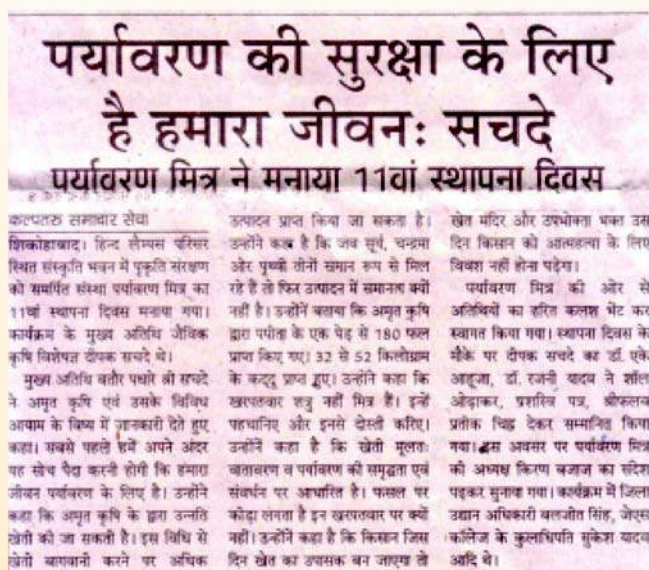 पर्यावरण की सुरक्षा के लिए
है हमारा जीवनः सचदे
पर्यावरण मित्र ने मनाया 11वां स्थापना दिवस
कल्पतरु समाचार सेवा
शिकोहाबाद। हिन्द लैम्पस परिसर
स्थित संस्कृति भवन में पृकृति संरक्षण
को समर्पित संस्था पर्यावरण मित्र का
11वां स्थापना दिवस मनाया गया।
कार्यक्रम के मुख्य अतिथि जैविक
कृषि विशेषज्ञ दीपक सचदे थे।
मुख्य अतिथि बतौर पधारे श्री सचदे
ने अमृत कृषि एवं उसके विविध
आयाम के विषय में जानकारी देते हुए
कहा। सबसे पहले हमें अपने अंदर
यह सोच पैदा करनी होगी कि हमारा
जीवन पर्यावरण के लिए है। उन्होंने
कहा कि अमृत कृषि के द्वारा उन्नति
खेती की जा सकती है। इस विधि से
खेती बागवानी करने पर अधिक
उत्पादन प्राप्त किया जा सकता है।
उन्होंने कहा है कि जब सूर्य, चन्द्रमा
ओर पृथ्वी तीनों समान रूप से मिल
रहे हैं तो फिर उत्पादन में समानता क्यों
नहीं है। उन्होंने बताया कि अमृत कृषि
द्वारा पपीता के एक पेड़ से 180 फल
प्राप्त किए गए। 32 से 52 किलोग्राम
के कद्दू प्राप्त हुए। उन्होंने कहा कि
खरपतवार शत्रु नहीं मित्र हैं। इन्हें
पहचानिए और इनसे दोस्ती करिए।
उन्होंने कहा है कि खेती मूलतः
वातावरण व पर्यावरण की समृद्धता एवं
संवर्धन पर आधारित है। फसल पर
कीड़ा लगता है इन खरपतवार पर क्यों
नहीं। उन्होंने कहा है कि किसान जिस
दिन खेत का उपासक बन जाएगा तो
खेत मंदिर और उपभोक्ता भक्त उस
दिन किसान को आत्महत्या के लिए
विवश नहीं होना पड़ेगा।
पर्यावरण मित्र की ओर से
अतिथियों का हरित कलश भेंट कर
स्वागत किया गया। स्थापना दिवस के
मौके पर दीपक सचदे का डॉ. एके
आहूजा, डॉ. रजनी यादव ने शॉल
ओढ़ाकर, प्रशस्ति पत्र, श्रीफलव
प्रतीक चिह्न देकर सम्मानित किया
गया। इस अवसर पर पर्यावरण मित्र
की अध्यक्ष किरण बजाज का संदेश
पढ़कर सुनाया गया। कार्यक्रम में जिला
उद्यान अधिकारी बलजीत सिंह, जेएस
कॉलेज के कुलाधिपति सुकेश यादव
आदि थे।